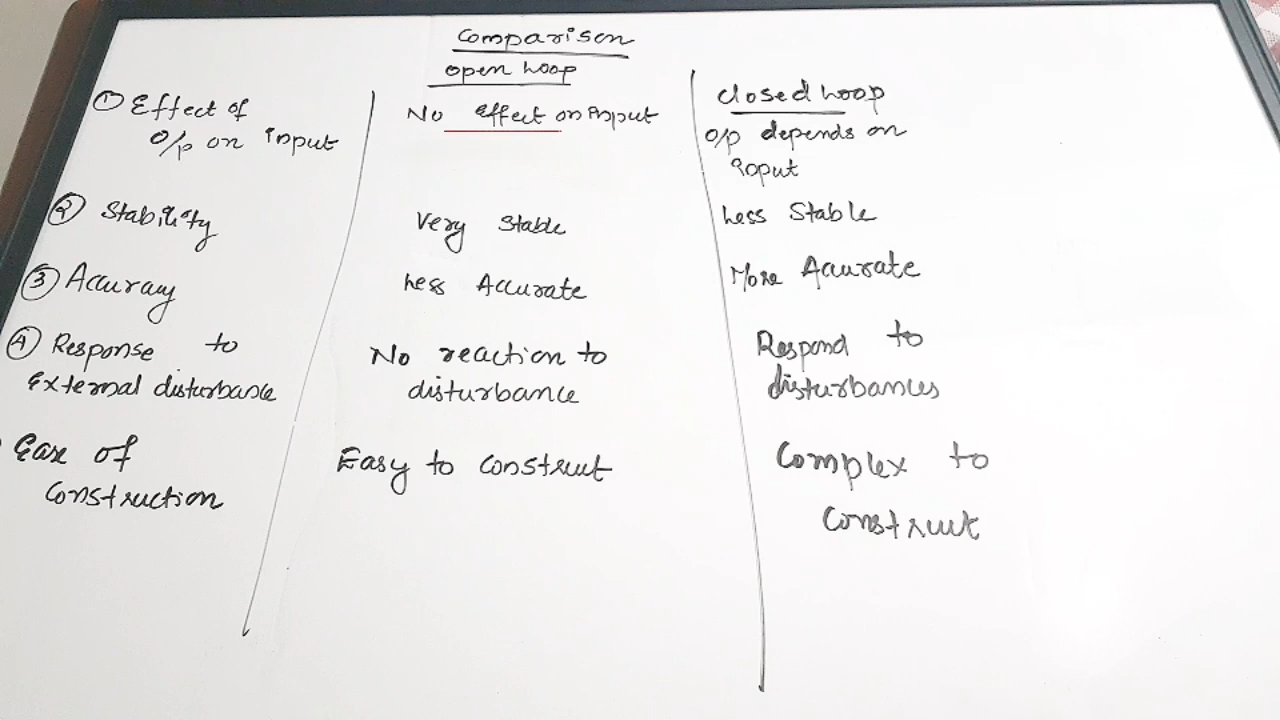 Comparison
open Loop
closed Loop
① Effect of
O/p on Input
No effect on Input
O/p depends on
Input
② Stability
Very Stable
Less Stable
③ Accuracy
Less Accurate
More Accurate
④ Response to
External disturbance
No reaction to
disturbance
Respond to
disturbances
Ease of
Construction
Easy to construct
Complex to
Construct